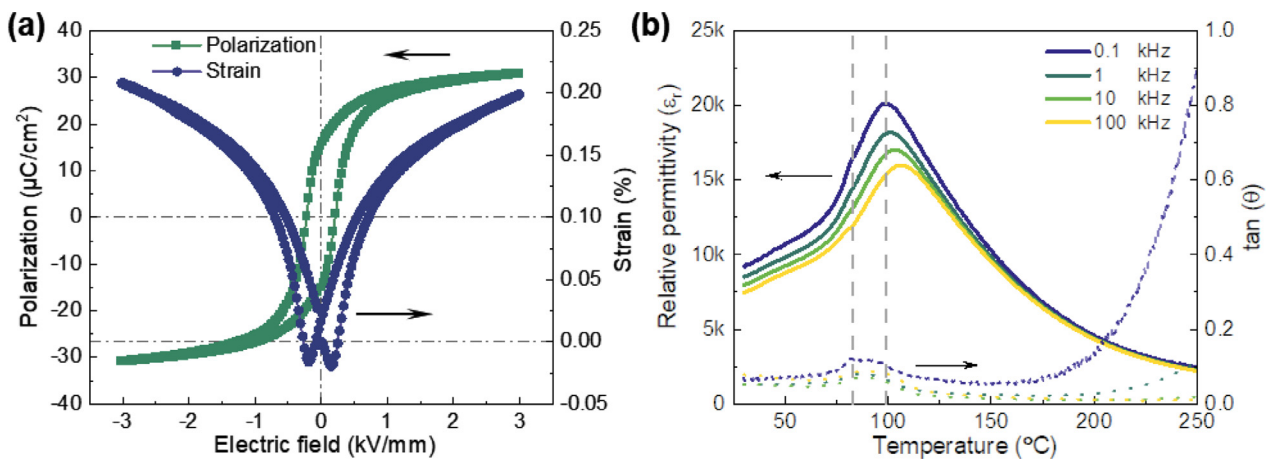 (a)
Polarization
Strain
40
30
20
10
0
-10
-20
-30
-40
Polarization (µC/cm²)
0.25
0.20
0.15
0.10
0.05
0.00
-0.05
Strain (%)
-3 -2 -1 0 1 2 3
Electric field (kV/mm)
(b)
0.1 kHz
1 kHz
10 kHz
100 kHz
25k
20k
15k
10k
5k
0
Relative permittivity (εr)
1.0
0.8
0.6
0.4
0.2
0.0
tan (θ)
50 100 150 200 250
Temperature (°C)